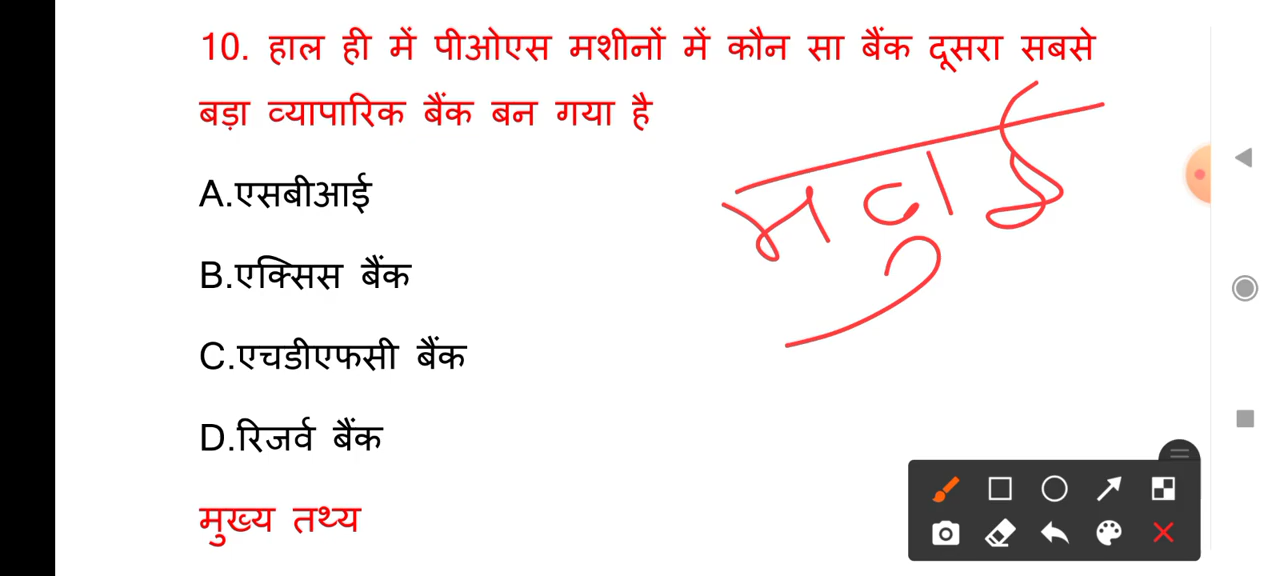 10. हाल ही में पीओएस मशीनों में कौन सा बैंक दूसरा सबसे
बड़ा व्यापारिक बैंक बन गया है
A.एसबीआई
B.एक्सिस बैंक
C.एचडीएफसी बैंक
D.रिजर्व बैंक
मुख्य तथ्य